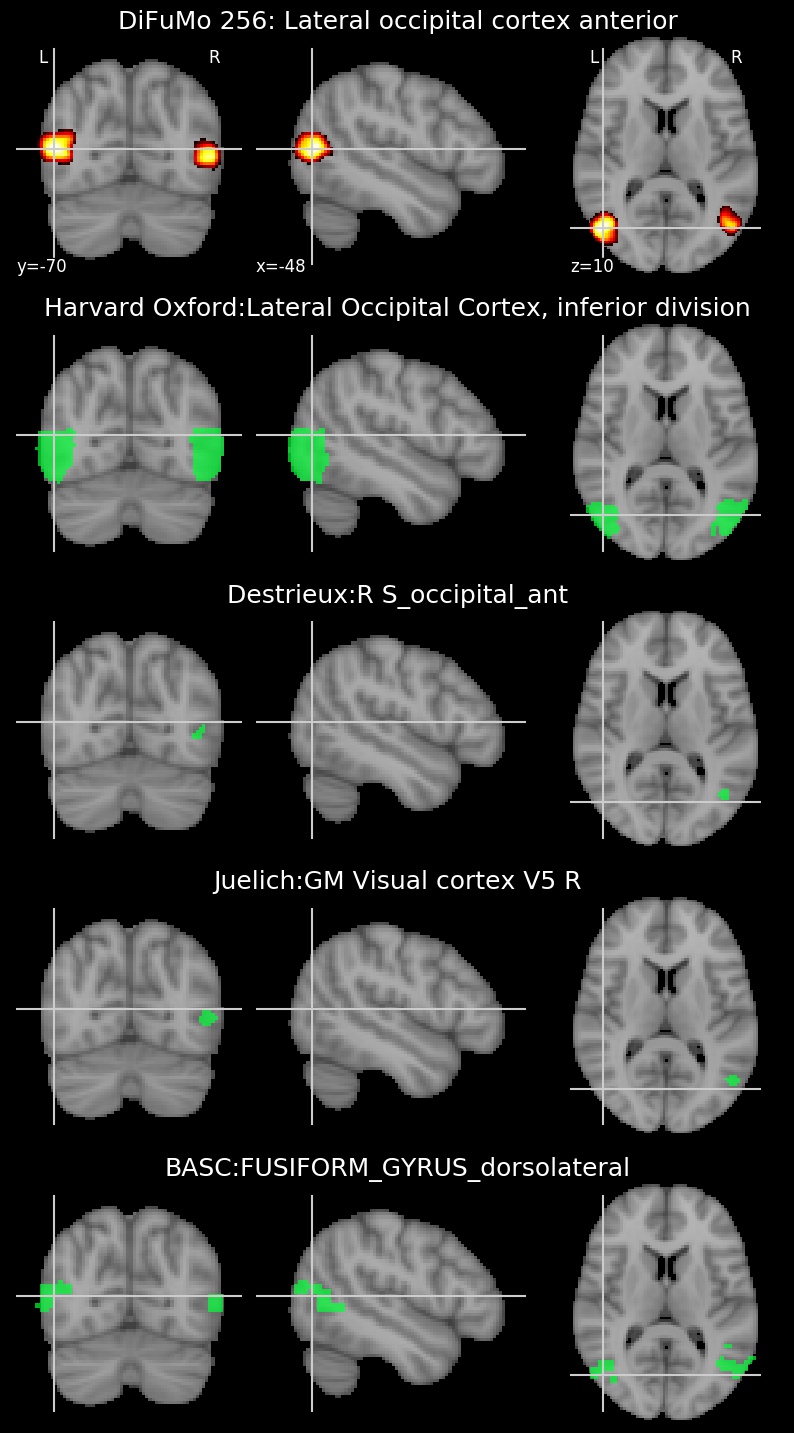 DiFuMo 256: Lateral occipital cortex anterior
L R L R
y=-70 x=-48 z=10
Harvard Oxford:Lateral Occipital Cortex, inferior division
Destrieux:R S_occipital_ant
Juelich:GM Visual cortex V5 R
BASC:FUSIFORM_GYRUS_dorsolateral